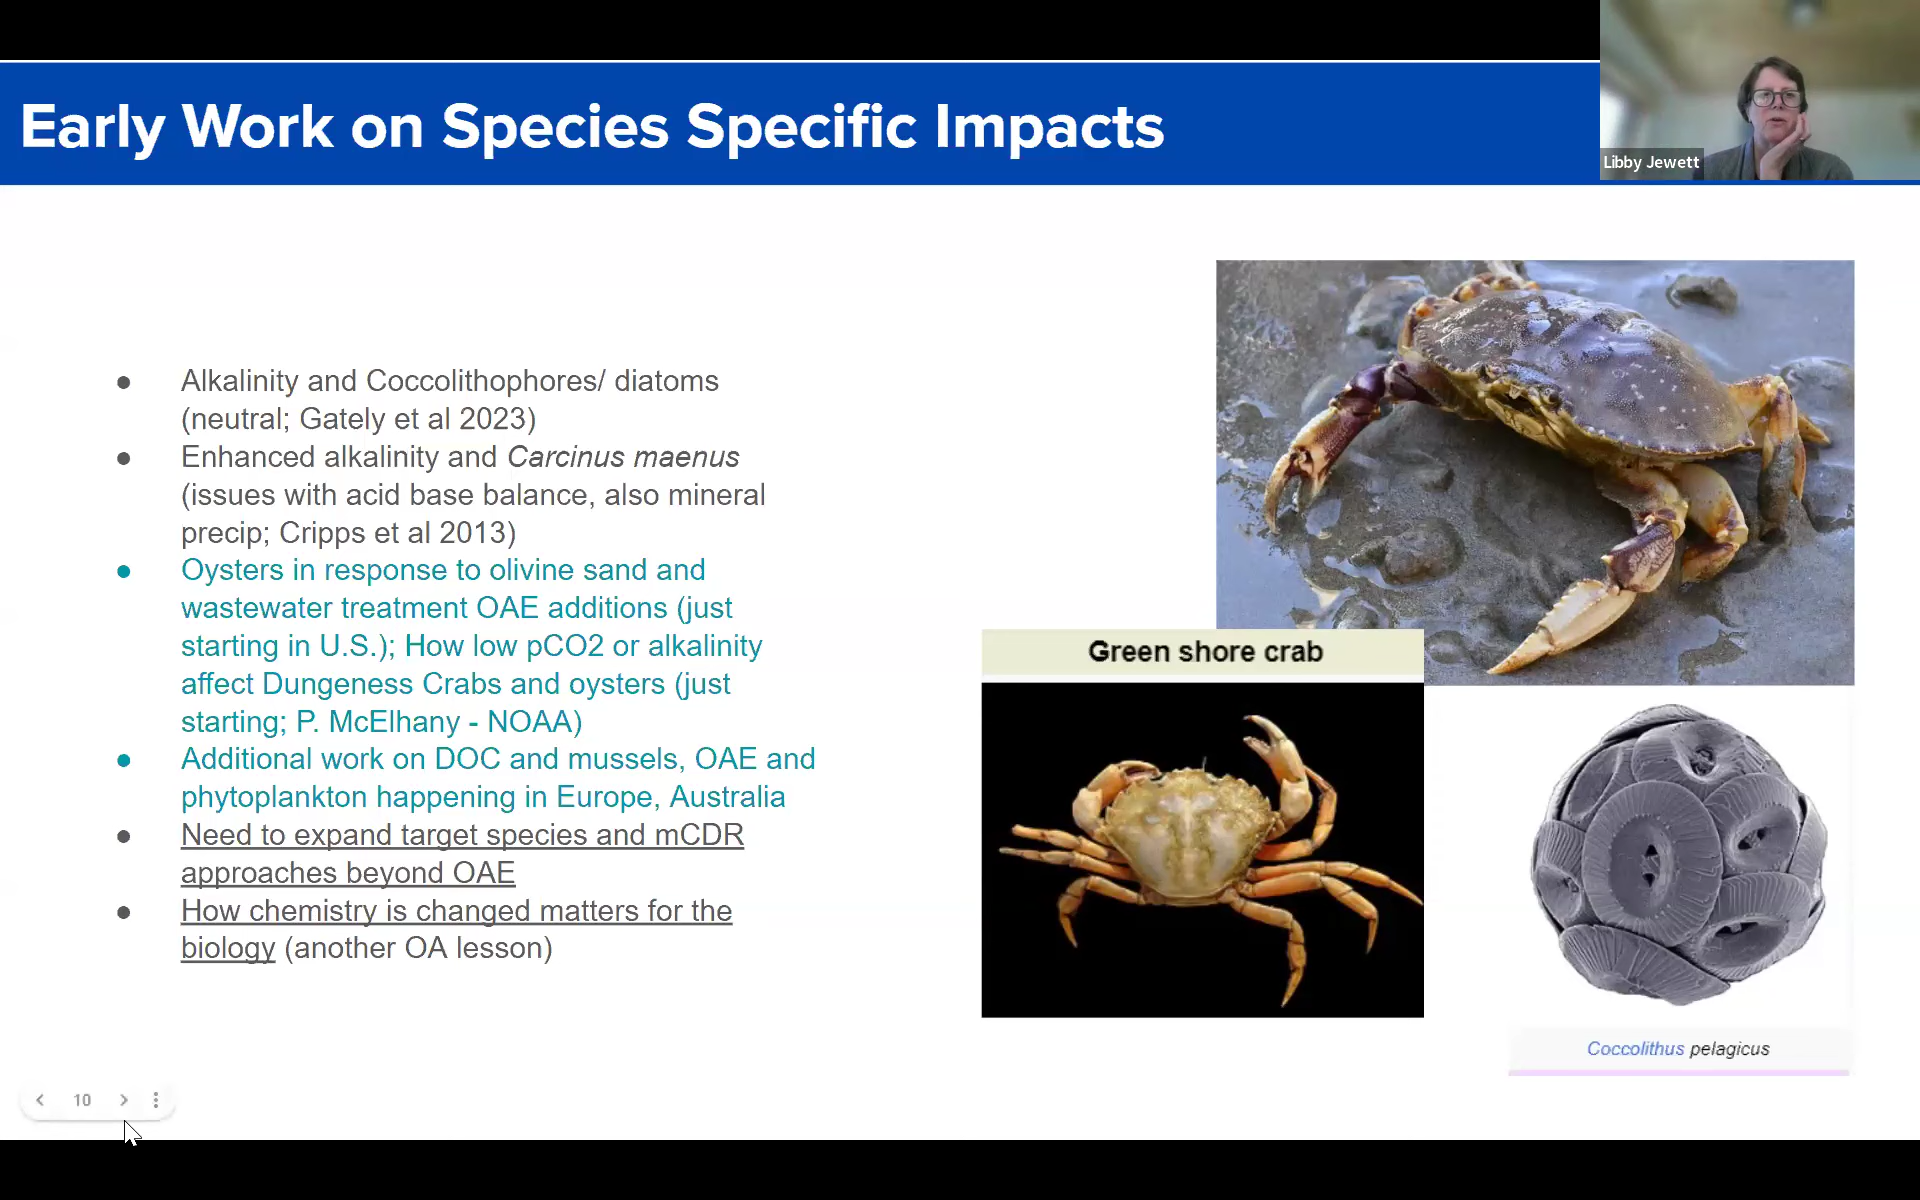 Early Work on Species Specific Impacts
Libby Jewett
● Alkalinity and Coccolithophores/ diatoms
(neutral; Gately et al 2023)
● Enhanced alkalinity and Carcinus maenus
(issues with acid base balance, also mineral
precip; Cripps et al 2013)
● Oysters in response to olivine sand and
wastewater treatment OAE additions (just
starting in U.S.); How low pCO2 or alkalinity
affect Dungeness Crabs and oysters (just
starting; P. McElhany - NOAA)
● Additional work on DOC and mussels, OAE and
phytoplankton happening in Europe, Australia
● Need to expand target species and mCDR
approaches beyond OAE
● How chemistry is changed matters for the
biology (another OA lesson)
Green shore crab
Coccolithus pelagicus
10